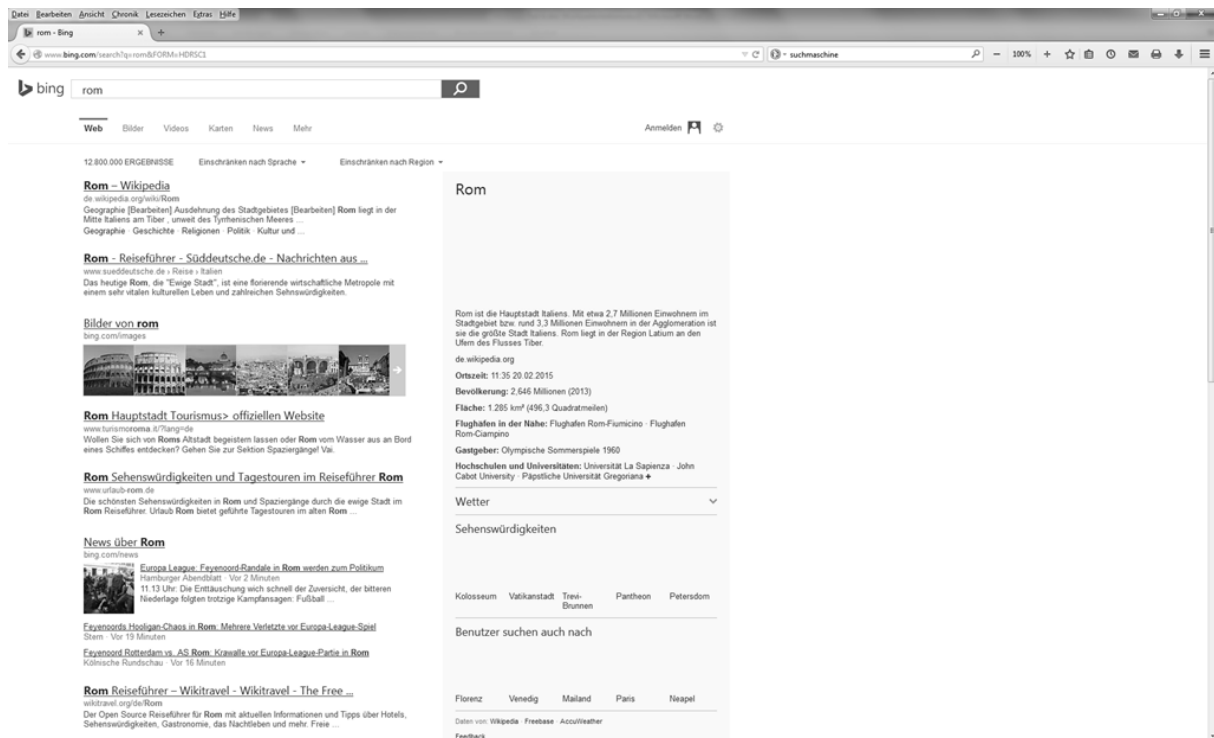 Datei Bearbeiten Ansicht Chronik Lesezeichen Extras Hilfe
rom - Bing
www.bing.com/search?q=rom&FORM=HDRSC1
suchmaschine
100%
bing
rom
Web Bilder Videos Karten News Mehr
Anmelden
12.800.000 ERGEBNISSE Einschränken nach Sprache Einschränken nach Region
Rom – Wikipedia
de.wikipedia.org/wiki/Rom
Geographie [Bearbeiten] Ausdehnung des Stadtgebietes [Bearbeiten] Rom liegt in der
Mitte Italiens am Tiber , unweit des Tyrrhenischen Meeres ...
Geographie · Geschichte · Religionen · Politik · Kultur und ...
Rom - Reiseführer - Süddeutsche.de - Nachrichten aus ...
www.sueddeutsche.de › Reise › Italien
Das heutige Rom, die "Ewige Stadt", ist eine florierende wirtschaftliche Metropole mit
einem sehr vitalen kulturellen Leben und zahlreichen Sehnswürdigkeiten.
Bilder von rom
bing.com/images
Rom Hauptstadt Tourismus> offiziellen Website
www.turismoroma.it/?lang=de
Wollen Sie sich von Roms Altstadt begeistern lassen oder Rom vom Wasser aus an Bord
eines Schiffes entdecken? Gehen Sie zur Sektion Spaziergänge! Vai.
Rom Sehenswürdigkeiten und Tagestouren im Reiseführer Rom
www.urlaub-rom.de
Die schönsten Sehenswürdigkeiten in Rom und Spaziergänge durch die ewige Stadt im
Rom Reiseführer. Urlaub Rom bietet geführte Tagestouren im alten Rom ...
News über Rom
bing.com/news
Europa League: Feyenoord-Randale in Rom werden zum Politikum
Hamburger Abendblatt · Vor 2 Minuten
11.13 Uhr: Die Enttäuschung wich schnell der Zuversicht, der bitteren
Niederlage folgten trotzige Kampfansagen: Fußball ...
Feyenoords Hooligan-Chaos in Rom: Mehrere Verletzte vor Europa-League-Spiel
Stern · Vor 19 Minuten
Feyenoord Rotterdam vs. AS Rom: Krawalle vor Europa-League-Partie in Rom
Kölnische Rundschau · Vor 16 Minuten
Rom Reiseführer – Wikitravel - Wikitravel - The Free ...
wikitravel.org/de/Rom
Der Open Source Reiseführer für Rom mit aktuellen Informationen und Tipps über Hotels,
Sehenswürdigkeiten, Gastronomie, das Nachtleben und mehr. Freie ...
Rom
Rom ist die Hauptstadt Italiens. Mit etwa 2,7 Millionen Einwohnern im
Stadtgebiet bzw. rund 3,3 Millionen Einwohnern in der Agglomeration ist
sie die größte Stadt Italiens. Rom liegt in der Region Latium an den
Ufern des Flusses Tiber.
de.wikipedia.org
Ortszeit: 11:35 20.02.2015
Bevölkerung: 2,646 Millionen (2013)
Fläche: 1.285 km² (496,3 Quadratmeilen)
Flughäfen in der Nähe: Flughafen Rom-Fiumicino · Flughafen
Rom-Ciampino
Gastgeber: Olympische Sommerspiele 1960
Hochschulen und Universitäten: Universität La Sapienza · John
Cabot University · Päpstliche Universität Gregoriana +
Wetter
Sehenswürdigkeiten
Kolosseum Vatikanstadt Trevi-Brunnen Pantheon Petersdom
Benutzer suchen auch nach
Florenz Venedig Mailand Paris Neapel
Daten von: Wikipedia · Freebase · AccuWeather
Feedback